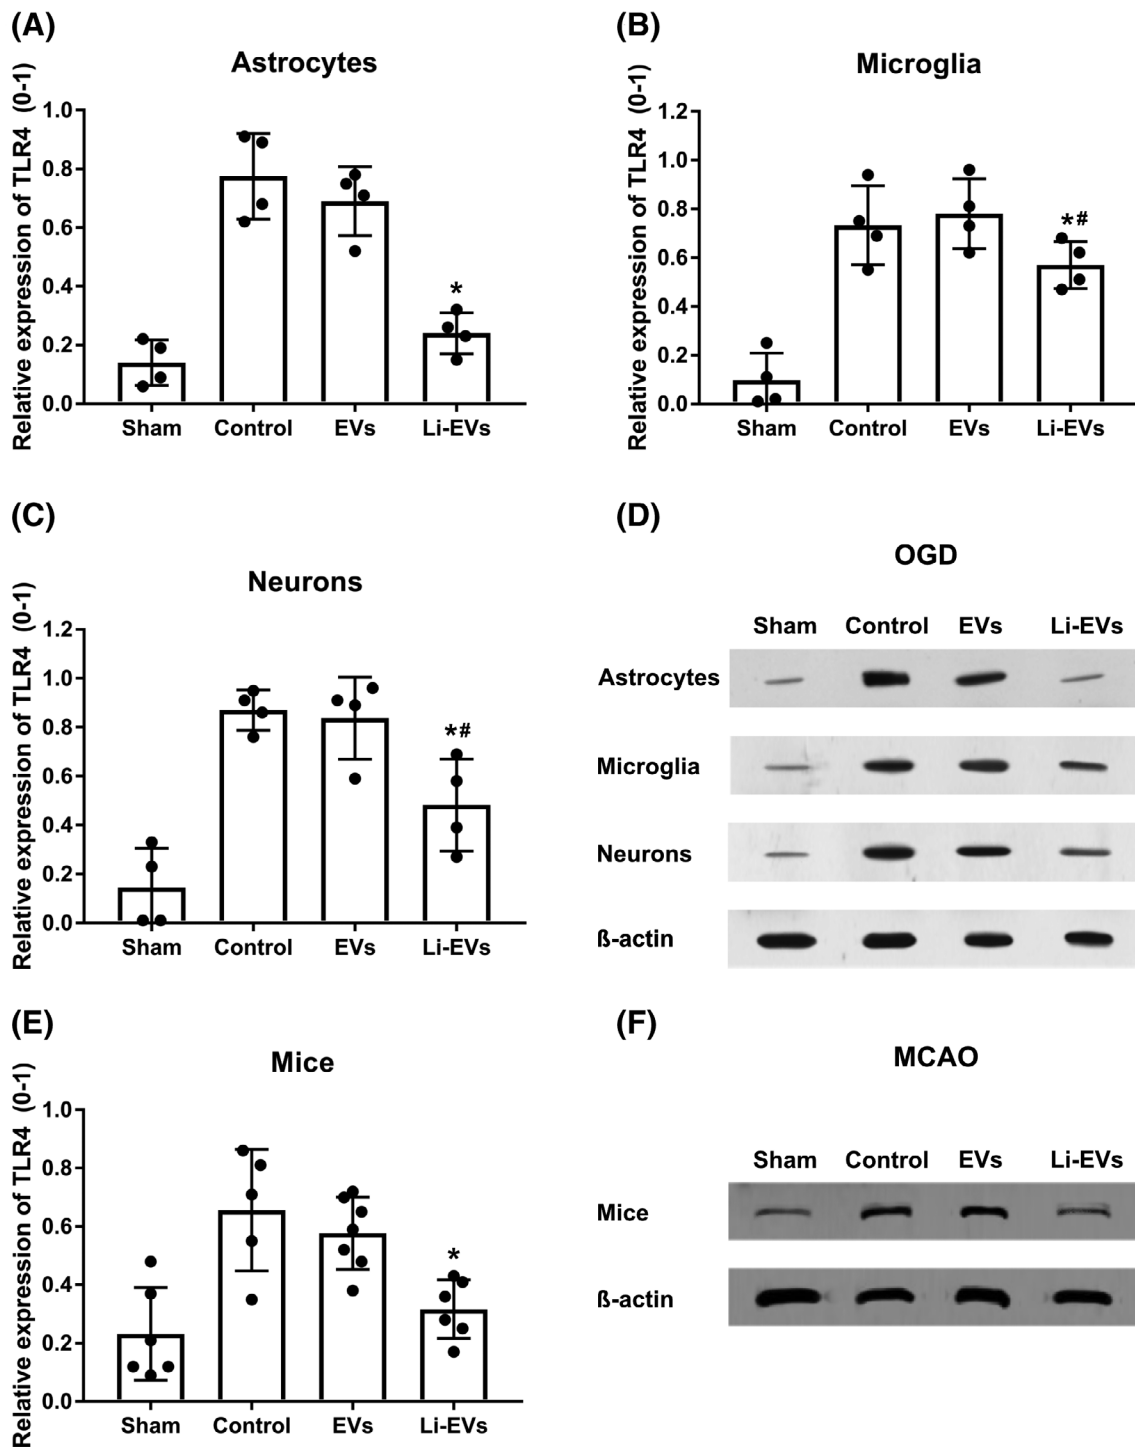 (A)
Astrocytes
Relative expression of TLR4 (0-1)
1.0
0.8
0.6
0.4
0.2
0.0
*
Sham Control EVs Li-EVs
(B)
Microglia
Relative expression of TLR4 (0-1)
1.2
1.0
0.8
0.6
0.4
0.2
0.0
*#
Sham Control EVs Li-EVs
(C)
Neurons
Relative expression of TLR4 (0-1)
1.2
1.0
0.8
0.6
0.4
0.2
0.0
*#
Sham Control EVs Li-EVs
(D)
OGD
Sham Control EVs Li-EVs
Astrocytes
Microglia
Neurons
ß-actin
(E)
Mice
Relative expression of TLR4 (0-1)
1.0
0.8
0.6
0.4
0.2
0.0
*
Sham Control EVs Li-EVs
(F)
MCAO
Sham Control EVs Li-EVs
Mice
ß-actin